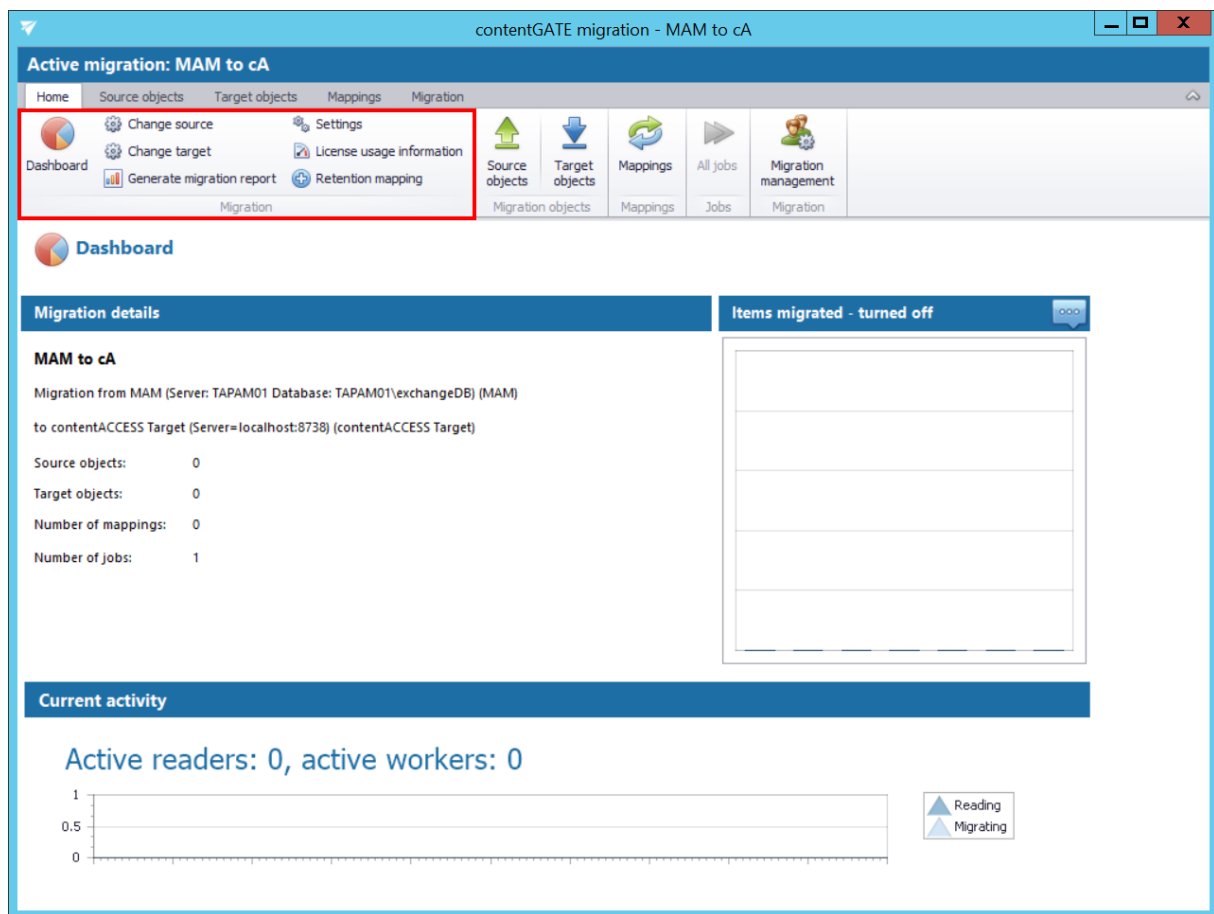 contentGATE migration - MAM to cA
Active migration: MAM to cA
Home Source objects Target objects Mappings Migration
Dashboard
Change source
Change target
Generate migration report
Settings
License usage information
Retention mapping
Migration
Source objects
Target objects
Migration objects
Mappings
Mappings
All jobs
Jobs
Migration management
Migration
Dashboard
Migration details
Items migrated - turned off
MAM to cA
Migration from MAM (Server: TAPAM01 Database: TAPAM01\exchangeDB) (MAM)
to contentACCESS Target (Server=localhost:8738) (contentACCESS Target)
Source objects: 0
Target objects: 0
Number of mappings: 0
Number of jobs: 1
Current activity
Active readers: 0, active workers: 0
1
0.5
0
Reading
Migrating